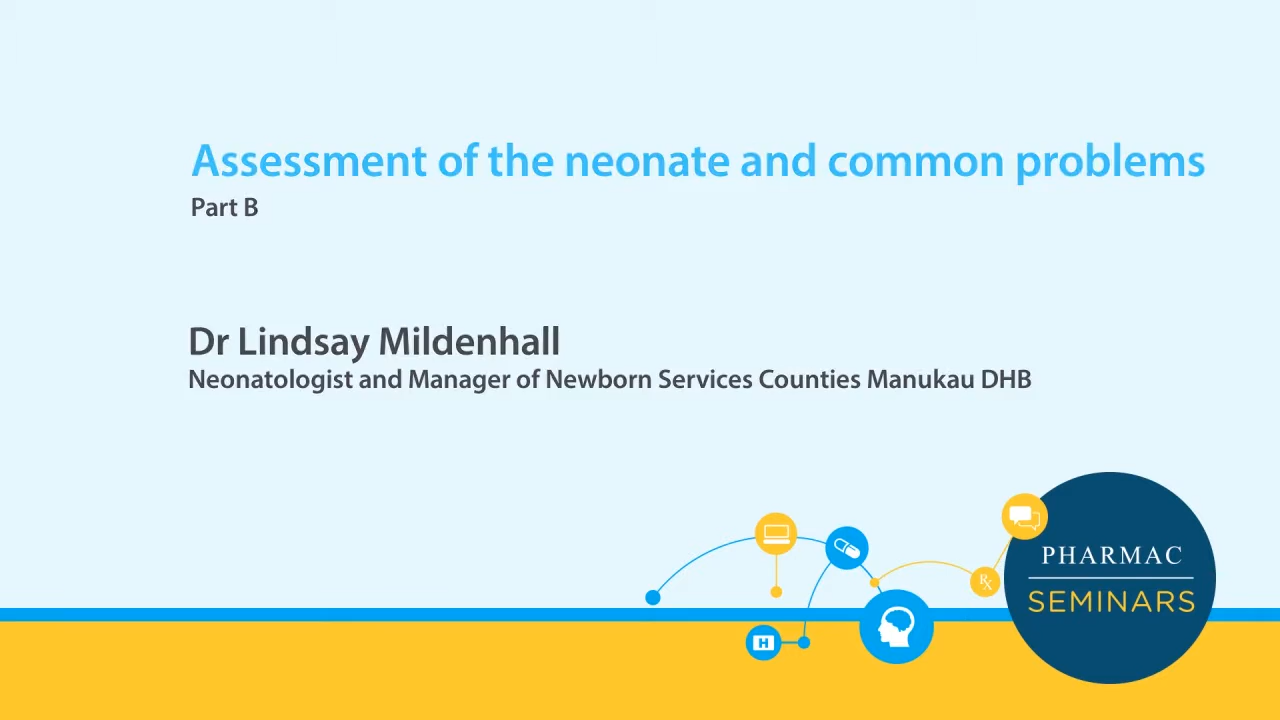 Assessment of the neonate and common problems
Part B
Dr Lindsay Mildenhall
Neonatologist and Manager of Newborn Services Counties Manukau DHB
PHARMAC
SEMINARS
Rx
H